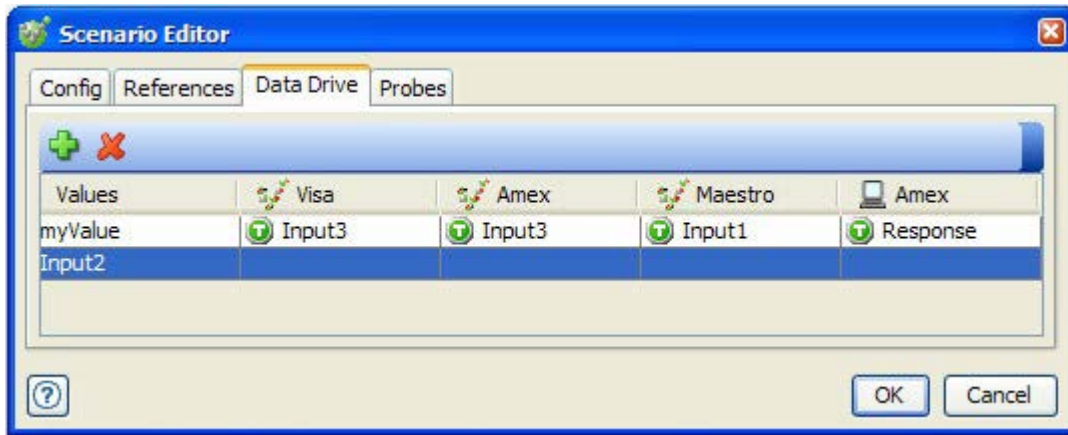 Scenario Editor
Config References Data Drive Probes
Values Visa Amex Maestro Amex
myValue T Input3 T Input3 T Input1 T Response
Input2
? OK Cancel